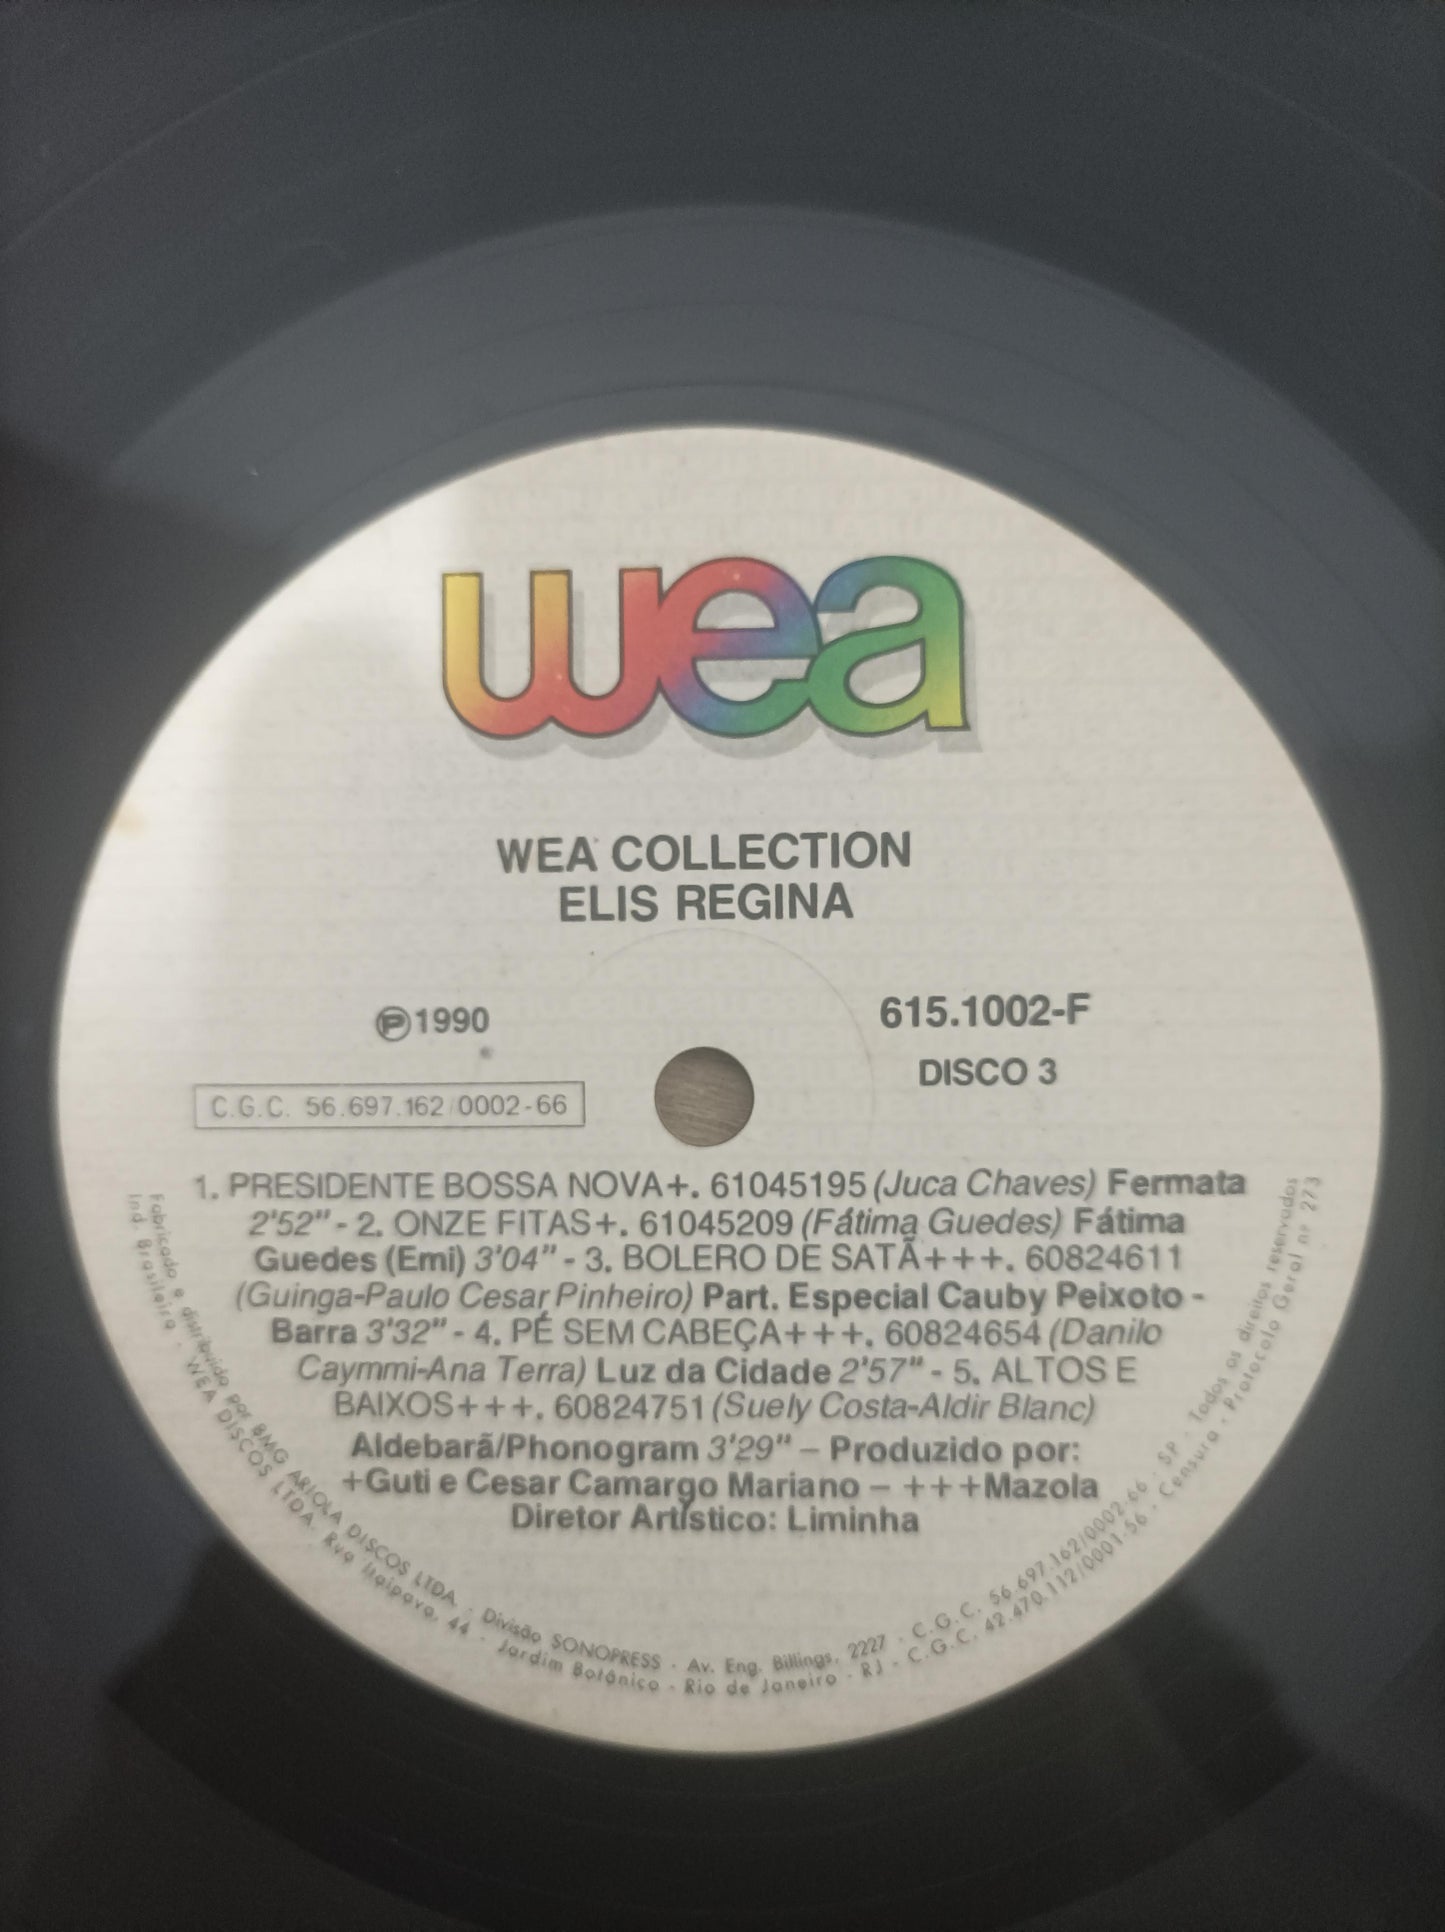 wea
WEA COLLECTION
ELIS REGINA
℗1990
615.1002-F
DISCO 3
C.G.C. 56.697.162/0002-66
1. PRESIDENTE BOSSA NOVA+. 61045195 (Juca Chaves) Fermata
2'52" - 2. ONZE FITAS+. 61045209 (Fátima Guedes) Fátima
Guedes (Emi) 3'04" - 3. BOLERO DE SATÃ+++. 60824611
(Guinga-Paulo Cesar Pinheiro) Part. Especial Cauby Peixoto -
Barra 3'32" - 4. PÉ SEM CABEÇA+++. 60824654 (Danilo
Caymmi-Ana Terra) Luz da Cidade 2'57" - 5. ALTOS E
BAIXOS+++. 60824751 (Suely Costa-Aldir Blanc)
Aldebarã/Phonogram 3'29" – Produzido por:
+Guti e Cesar Camargo Mariano – +++Mazola
Diretor Artístico: Liminha
Fabricado e distribuido por BMG ARIOLA DISCOS LTDA. - Divisão SONOPRESS - Av. Eng. Billings, 2227 - C.G.C. 56.697.162/0002-66 - SP - Todos os direitos reservados
Ind. Brasileira - WEA DISCOS LTDA. Rua Itaipava, 44 - Jardim Botânico - Rio de Janeiro - RJ - C.G.C. 42.470.112/0001-56 - Censura - Protocolo Geral nº 273